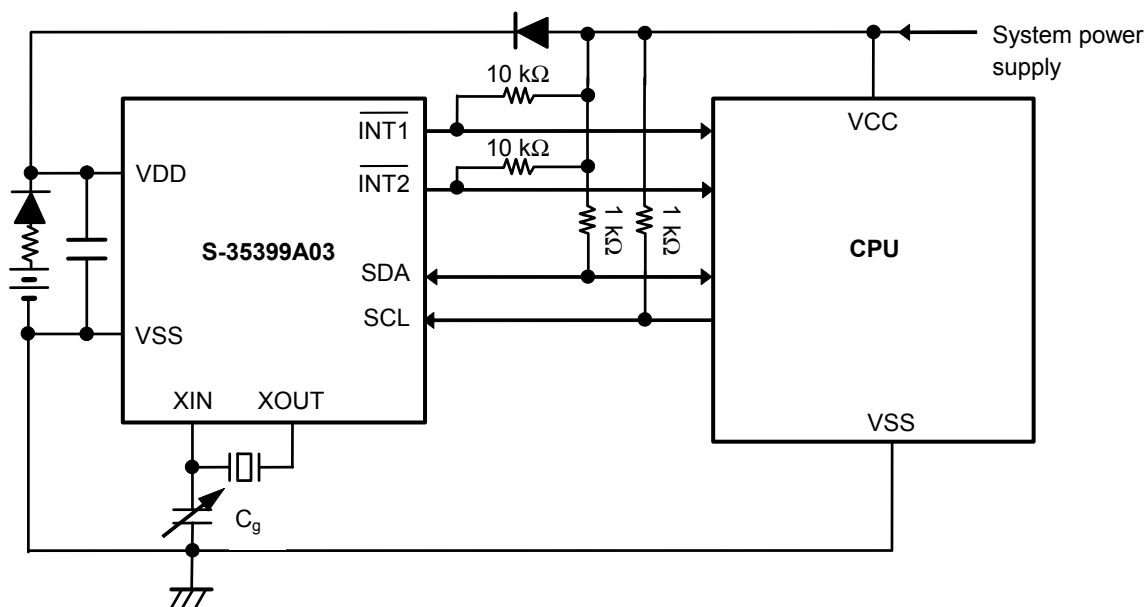 System power
supply
10 kΩ
INT1
VCC
10 kΩ
VDD
INT2
1 kΩ
1 kΩ
S-35399A03
CPU
SDA
SCL
VSS
XIN
XOUT
VSS
Cg